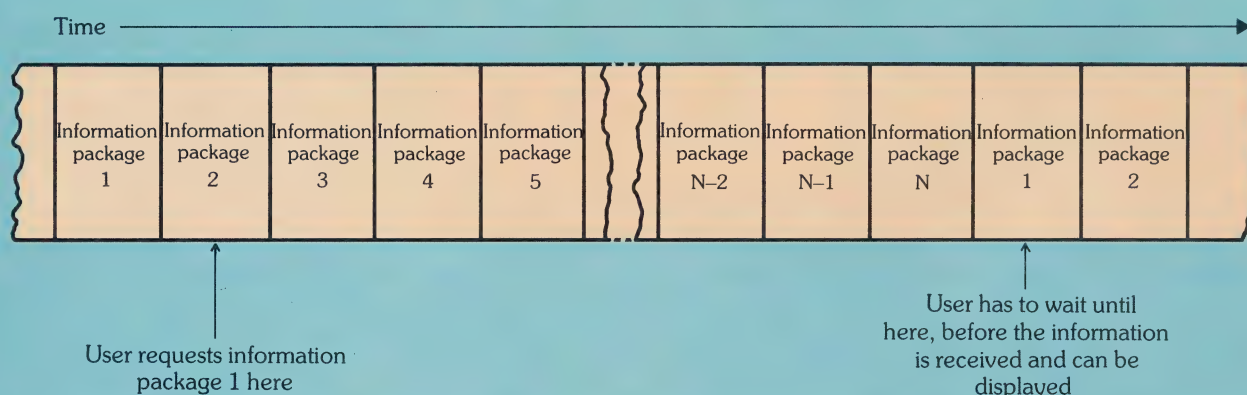 Time
Information package 1
Information package 2
Information package 3
Information package 4
Information package 5
Information package N–2
Information package N–1
Information package N
Information package 1
Information package 2
User requests information
package 1 here
User has to wait until
here, before the information
is received and can be
displayed